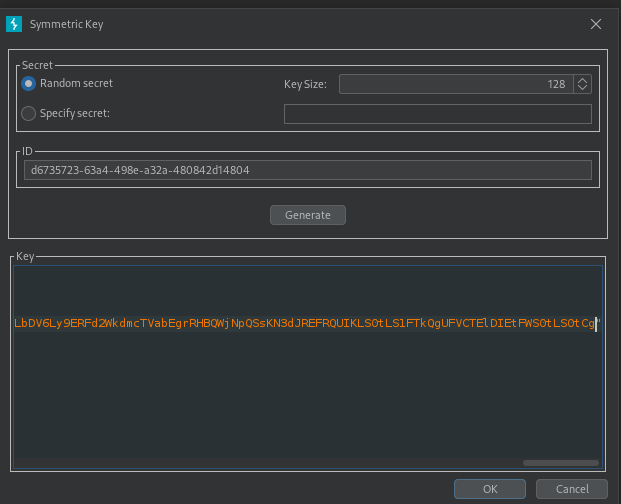 Symmetric Key
Secret
Random secret
Key Size:
128
Specify secret:
ID
d6735723-63a4-498e-a32a-480842d14804
Generate
Key
LbDV6Ly9ERFd2WkdmcTVabEgrRHBQWjNpQSsKN3dJREFRQUIKLS0tLS1FTkQgUFVCTElDIEtFWS0tLS0tCg"
OK
Cancel